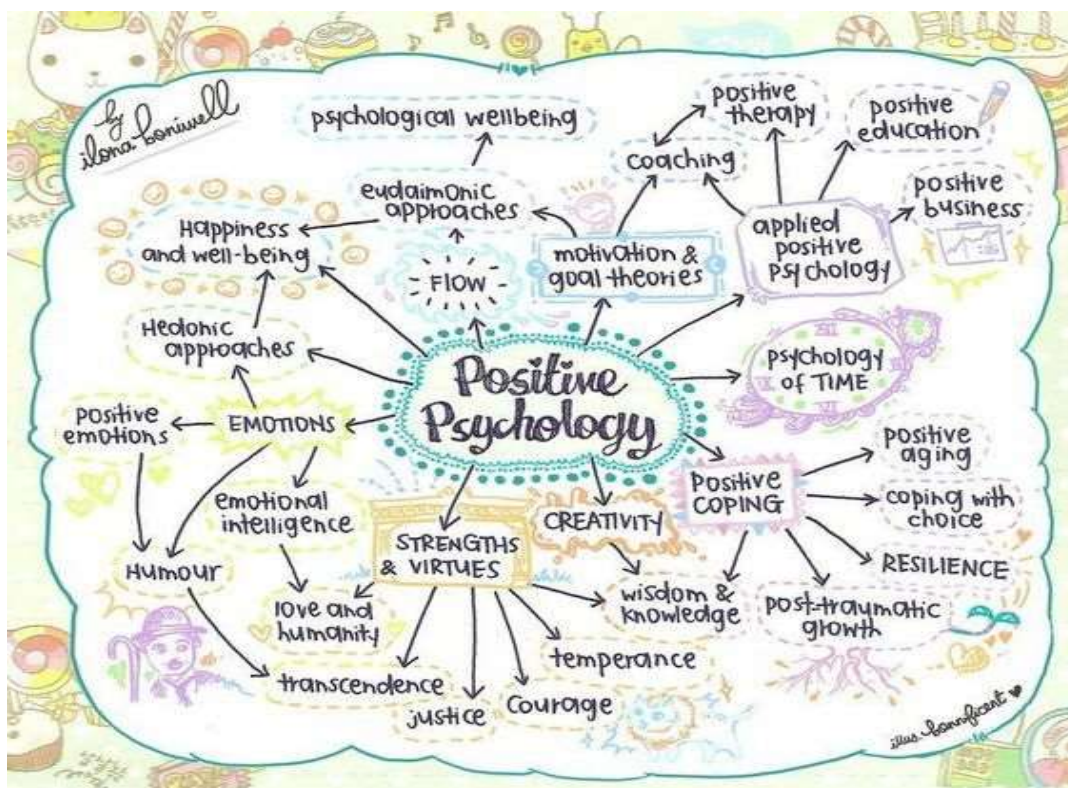 by
ilona boniwell
psychological wellbeing
positive
therapy
positive
education
coaching
eudaimonic
approaches
positive
business
Happiness
and well-being
motivation &
goal theories
applied
positive
psychology
FlOW
Hedonic
approaches
Positive
Psychology
psychology
of TIME
positive
emotions
EMOTIONS
positive
aging
emotional
intelligence
STRENGTHS
& VIRTUES
CREATIVITY
Positive
COPING
coping with
choice
Humour
RESILIENCE
love and
humanity
wisdom &
knowledge
post-traumatic
growth
temperance
transcendence
justice
courage
illus. bannficent